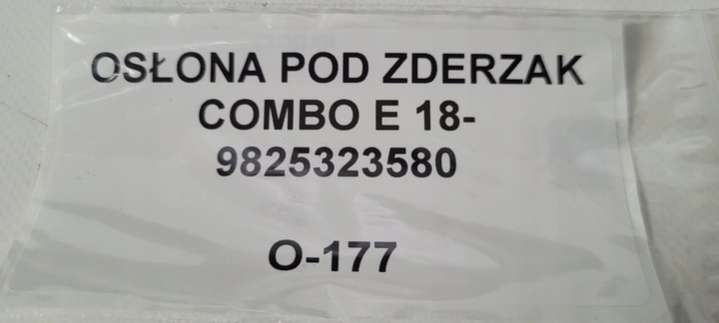 OSŁONA POD ZDERZAK
COMBO E 18-
9825323580
O-177